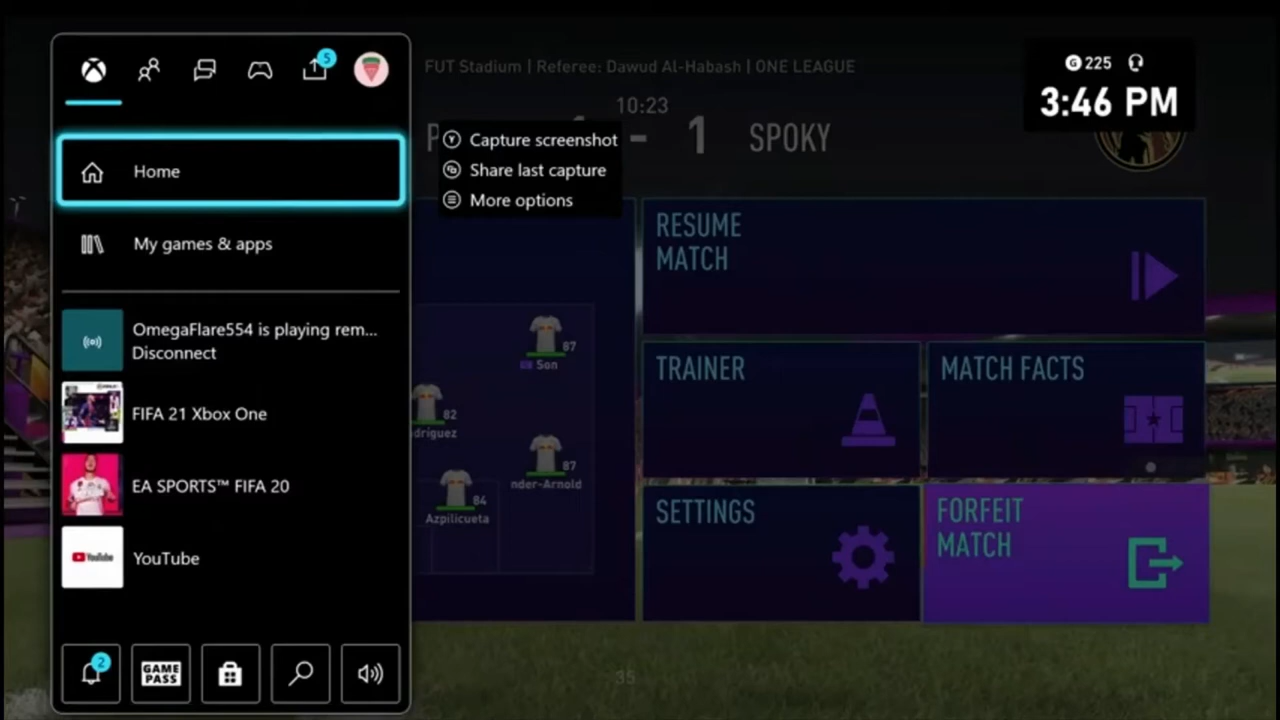 5
FUT Stadium | Referee: Dawud Al-Habash | ONE LEAGUE
G 225
3:46 PM
10:23
- 1 SPOKY
Home
Y Capture screenshot
Share last capture
More options
My games & apps
OmegaFlare554 is playing rem...
Disconnect
FIFA 21 Xbox One
EA SPORTS™ FIFA 20
YouTube
YouTube
2
GAME
PASS
87
Son
82
87
84
Azpilicueta
RESUME
MATCH
TRAINER
MATCH FACTS
SETTINGS
FORFEIT
MATCH
35